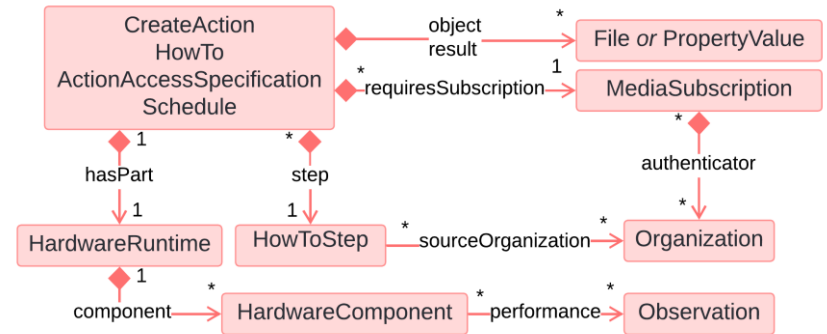 CreateAction
HowTo
ActionAccessSpecification
Schedule
object
result
*
File or PropertyValue
*
requiresSubscription
1
MediaSubscription
1
hasPart
1
*
step
1
*
authenticator
*
HardwareRuntime
HowToStep
*
sourceOrganization
*
Organization
1
component
*
HardwareComponent
*
performance
*
Observation